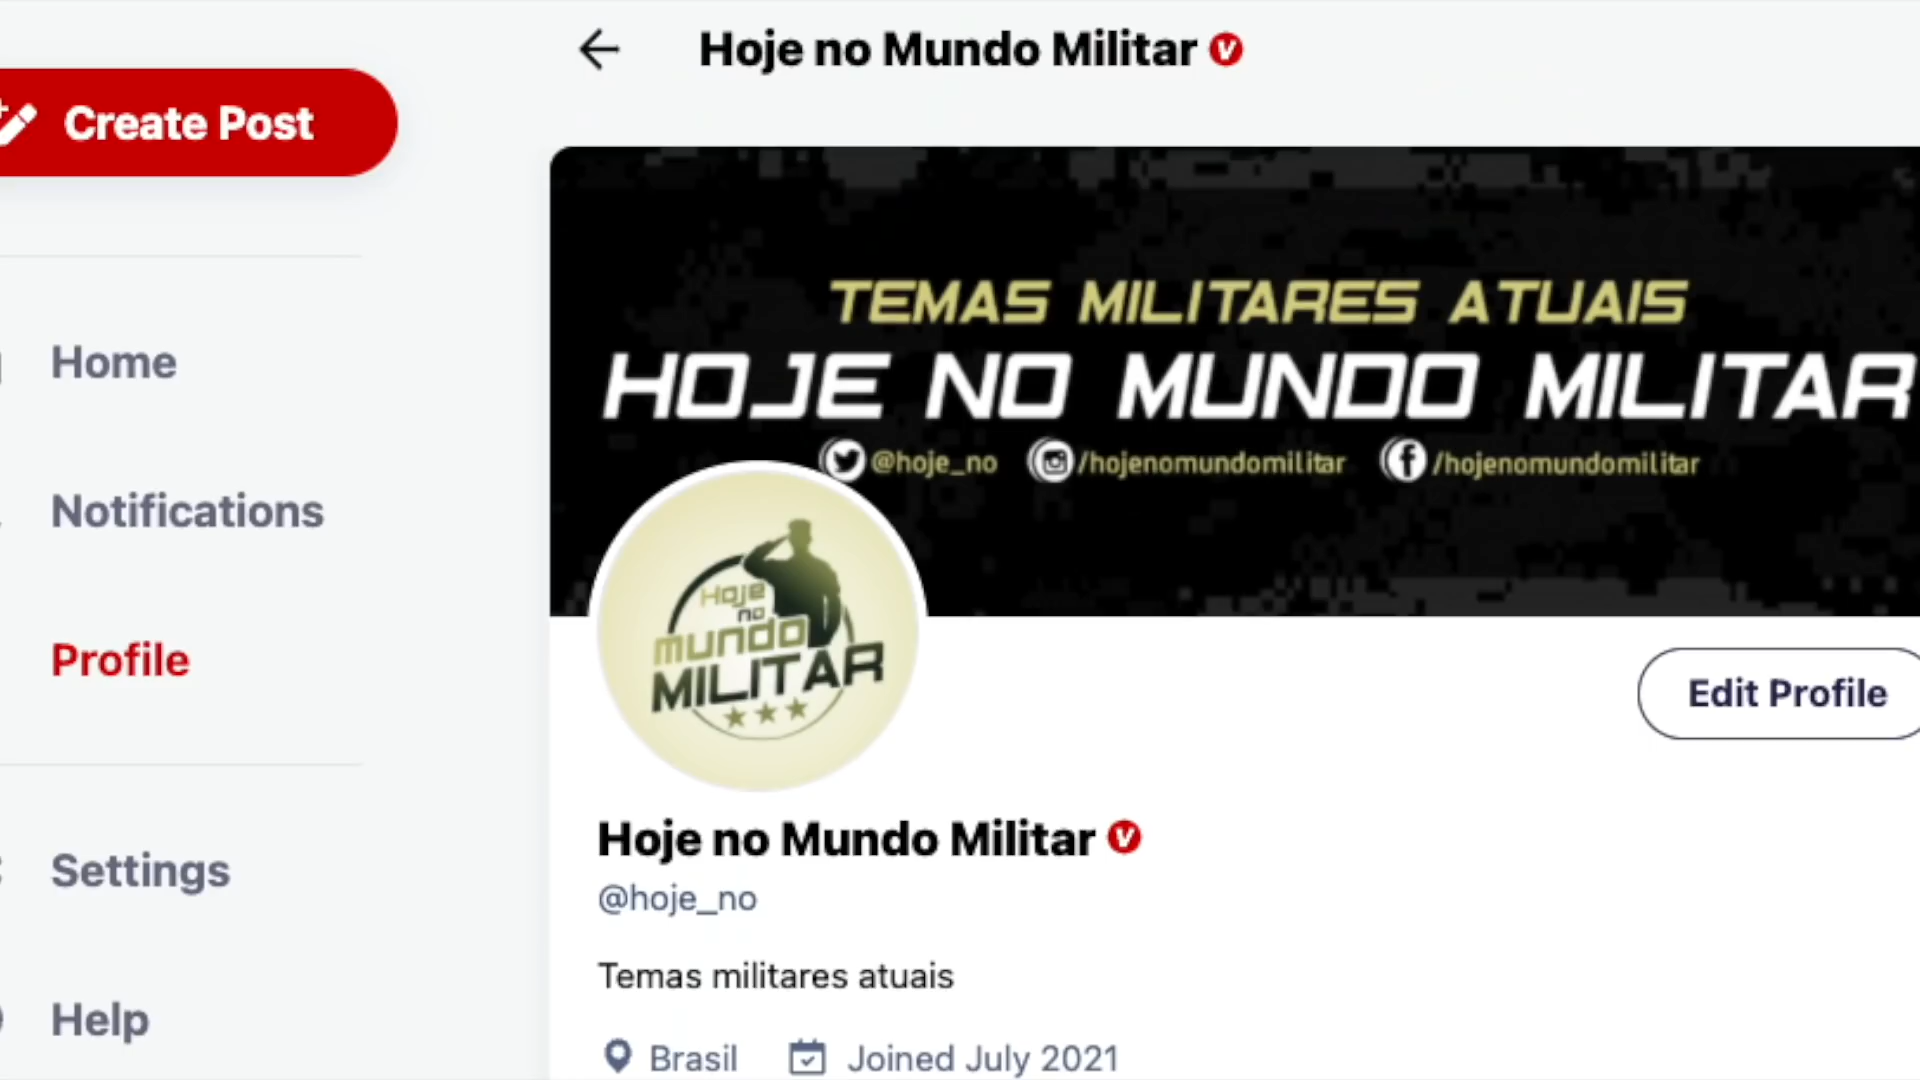 Hoje no Mundo Militar
Create Post
Home
Notifications
Profile
Settings
Help
TEMAS MILITARES ATUAIS
HOJE NO MUNDO MILITAR
@hoje_no /hojenomundomilitar /hojenomundomilitar
Hoje
no
mundo
MILITAR
Edit Profile
Hoje no Mundo Militar
@hoje_no
Temas militares atuais
Brasil Joined July 2021